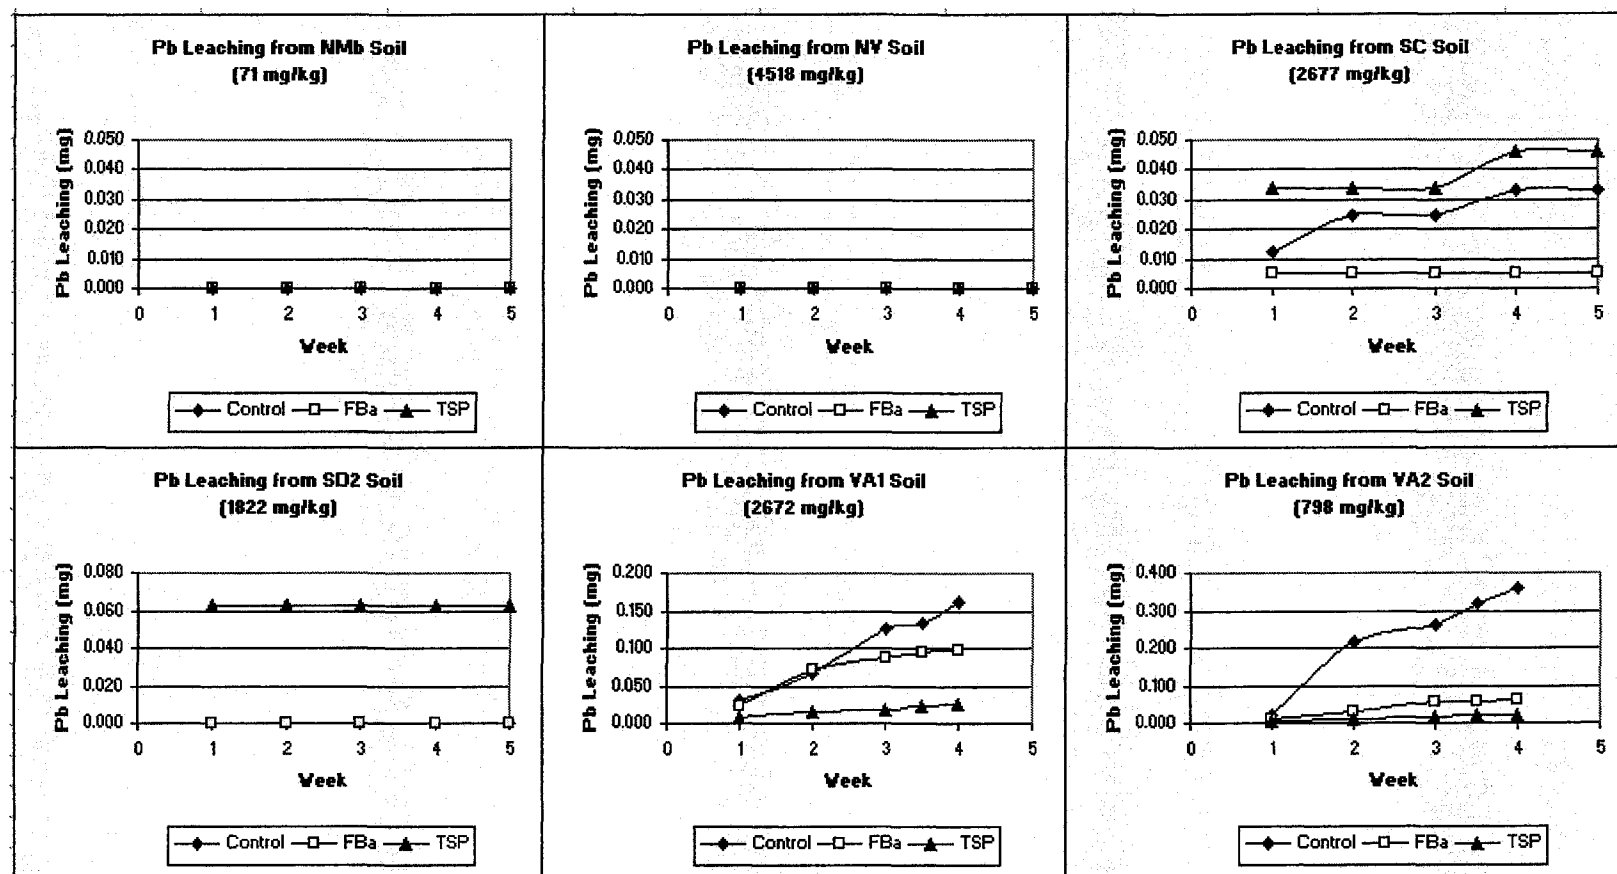 Pb Leaching from NMb Soil
(71 mg/kg)
Pb Leaching (mg)
0.050
0.040
0.030
0.020
0.010
0.000
0 1 2 3 4 5
Week
Control FBa TSP
Pb Leaching from NV Soil
(4518 mg/kg)
Pb Leaching (mg)
0.050
0.040
0.030
0.020
0.010
0.000
0 1 2 3 4 5
Week
Control FBa TSP
Pb Leaching from SC Soil
(2677 mg/kg)
Pb Leaching (mg)
0.050
0.040
0.030
0.020
0.010
0.000
0 1 2 3 4 5
Week
Control FBa TSP
Pb Leaching from SD2 Soil
(1822 mg/kg)
Pb Leaching (mg)
0.080
0.060
0.040
0.020
0.000
0 1 2 3 4 5
Week
Control FBa TSP
Pb Leaching from VA1 Soil
(2672 mg/kg)
Pb Leaching (mg)
0.200
0.150
0.100
0.050
0.000
0 1 2 3 4 5
Week
Control FBa TSP
Pb Leaching from VA2 Soil
(798 mg/kg)
Pb Leaching (mg)
0.400
0.300
0.200
0.100
0.000
0 1 2 3 4 5
Week
Control FBa TSP